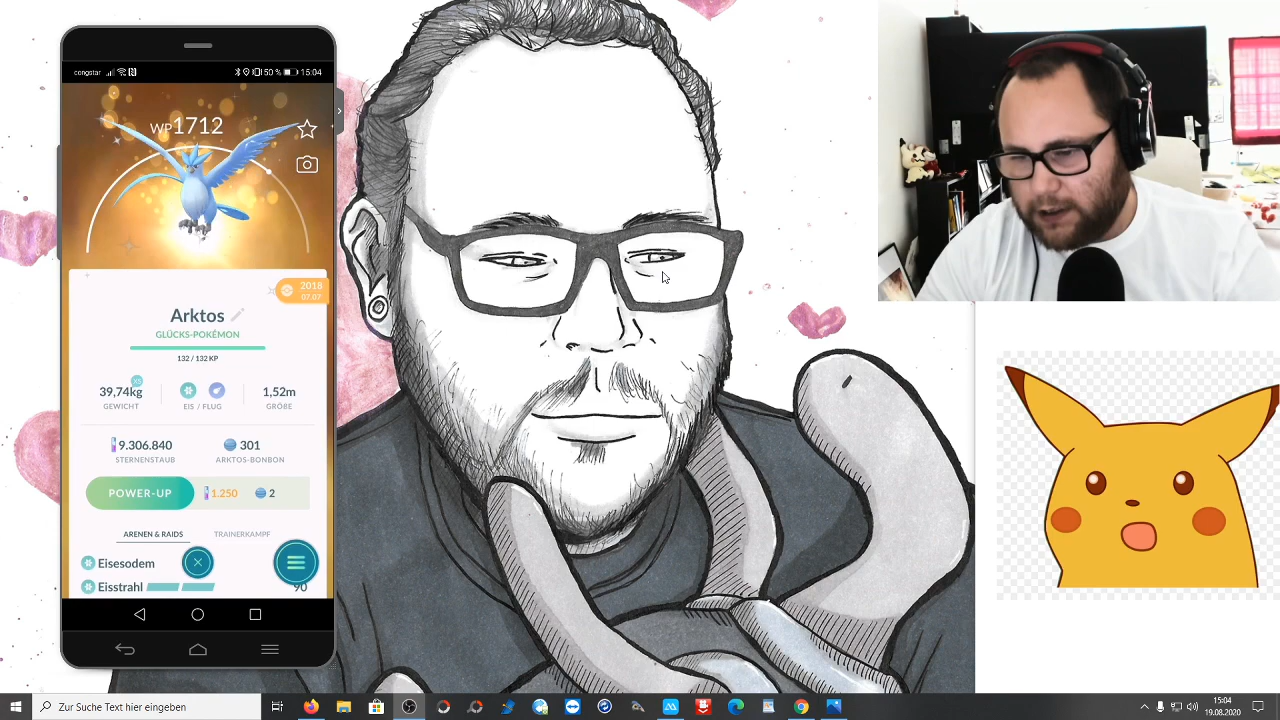 congstar 50 % 15:04
WP1712
2018
07.07
Arktos
GLÜCKS-POKÉMON
132 / 132 KP
XS
39,74kg 1,52m
GEWICHT EIS / FLUG GRÖßE
9.306.840 301
STERNENSTAUB ARKTOS-BONBON
POWER-UP 1.250 2
ARENEN & RAIDS TRAINERKAMPF
Eisesodem
Eisstrahl 90
Zur Suche Text hier eingeben
15:04
19.08.2020